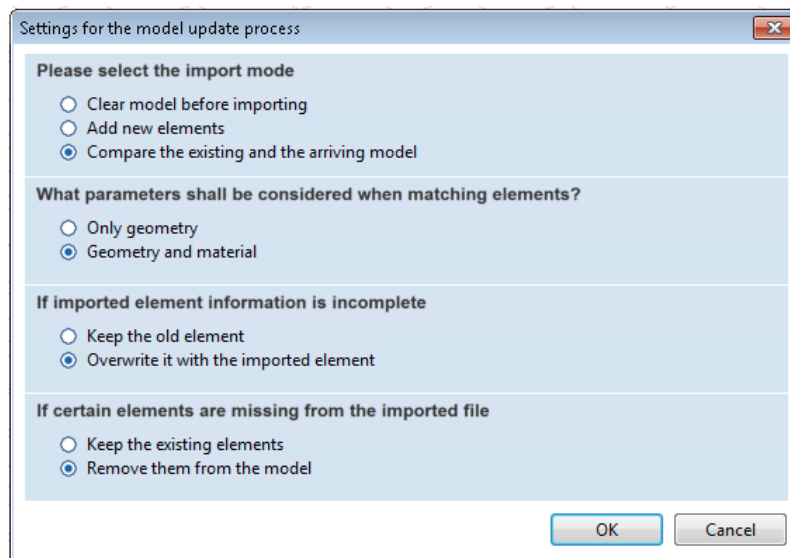 Settings for the model update process
Please select the import mode
Clear model before importing
Add new elements
Compare the existing and the arriving model
What parameters shall be considered when matching elements?
Only geometry
Geometry and material
If imported element information is incomplete
Keep the old element
Overwrite it with the imported element
If certain elements are missing from the imported file
Keep the existing elements
Remove them from the model
OK
Cancel